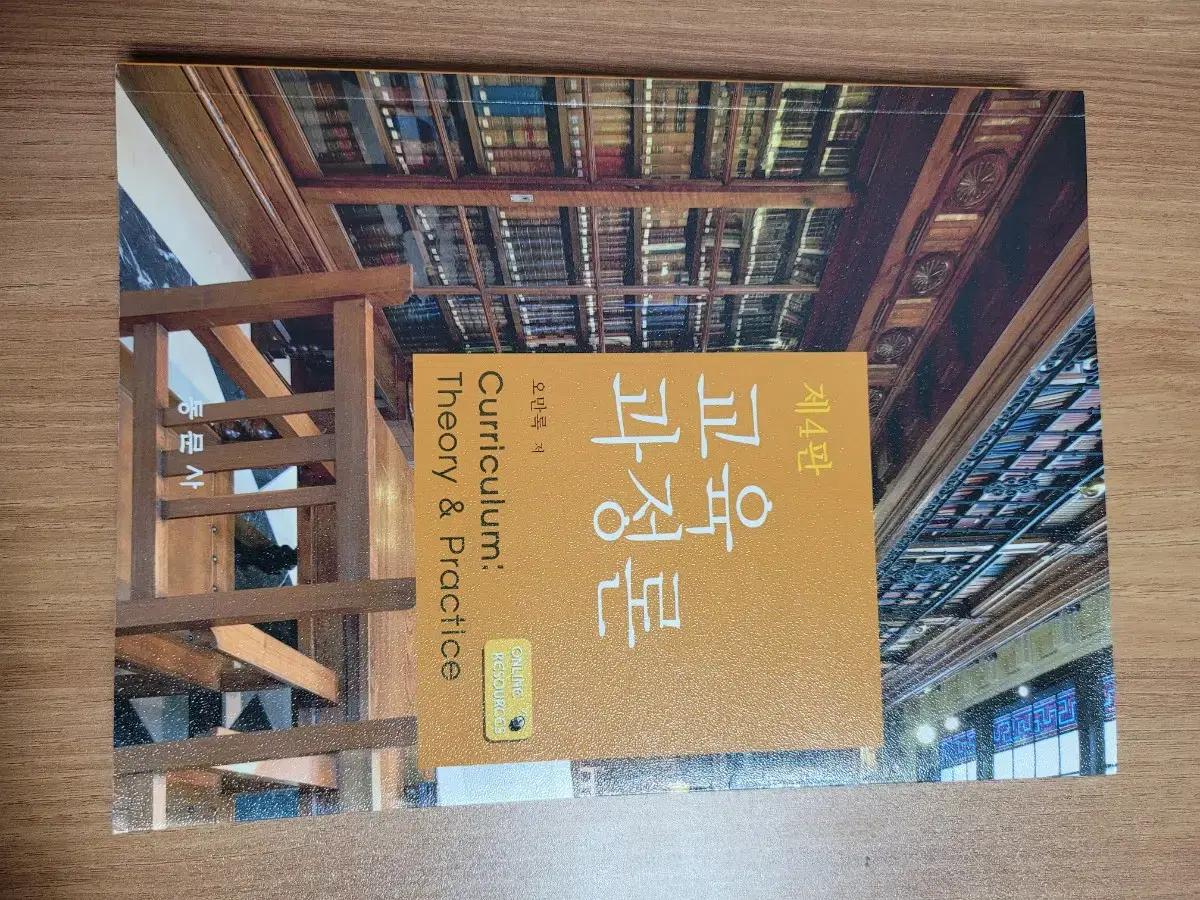 제4판
교육
과정론
오만록 저
Curriculum:
Theory & Practice
ONLINE
RESOURCES
동문사